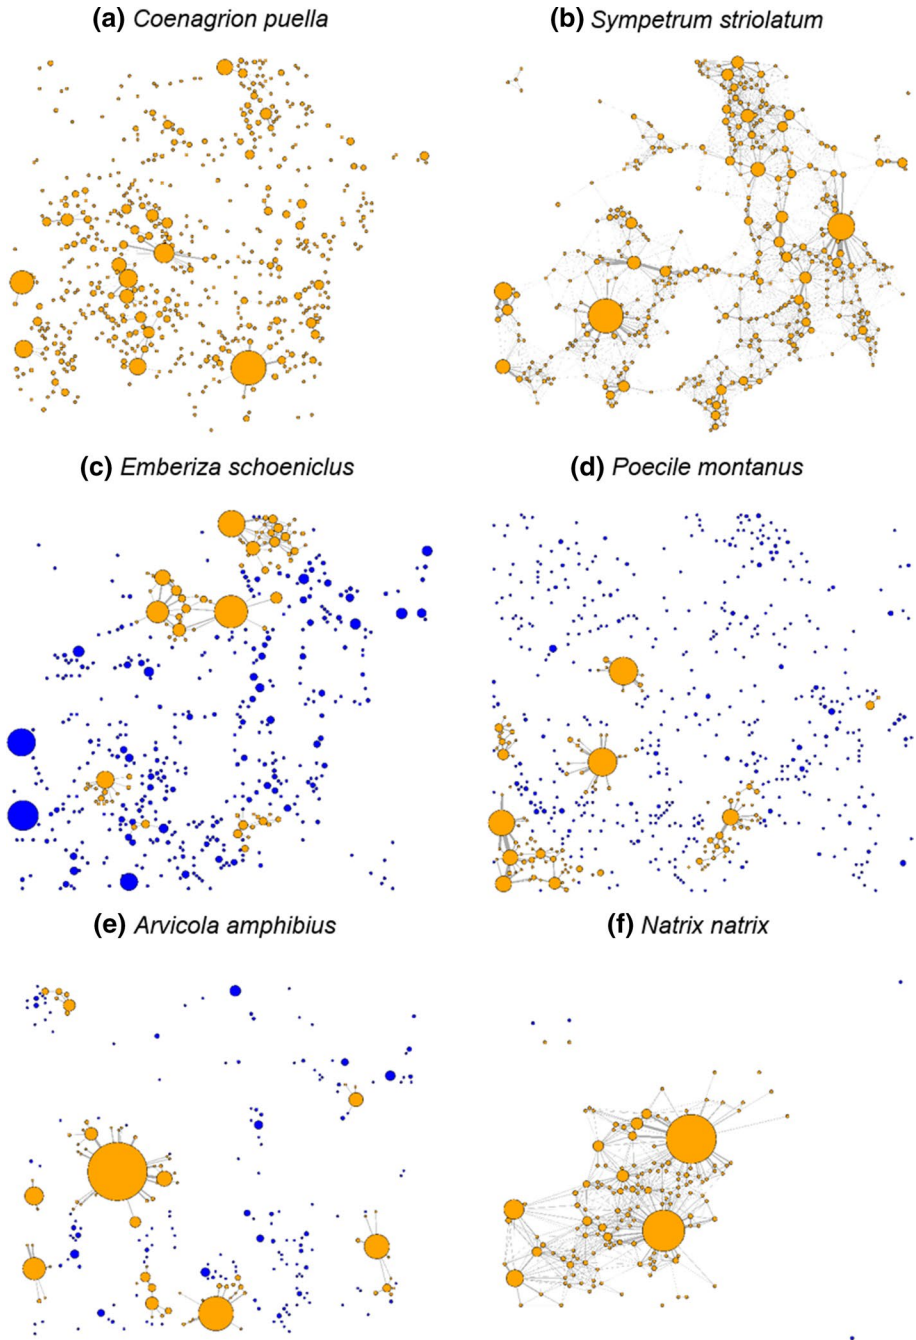 (a) Coenagrion puella
(b) Sympetrum striolatum
(c) Emberiza schoeniclus
(d) Poecile montanus
(e) Arvicola amphibius
(f) Natrix natrix